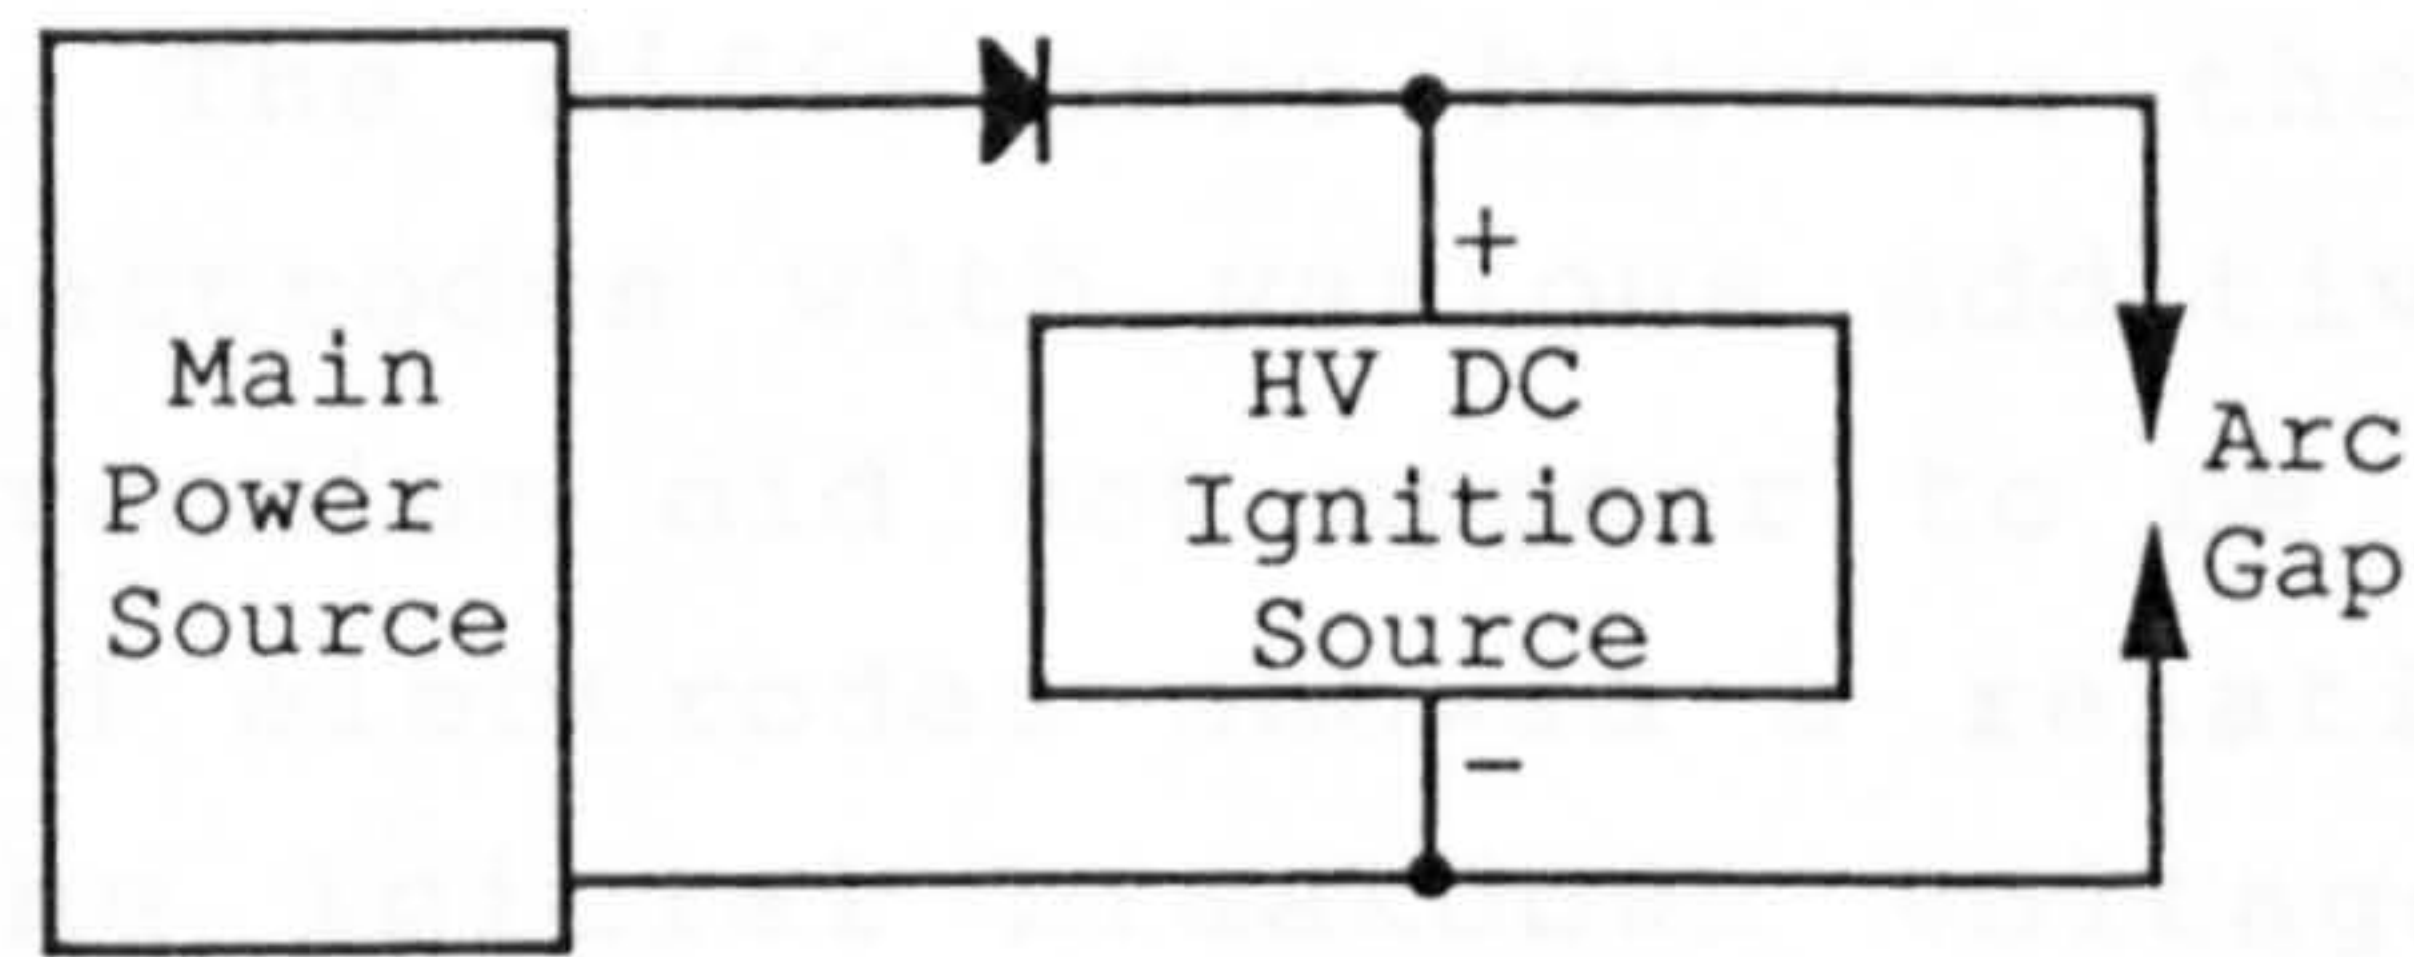 Main
Power
Source
+
HV DC
Ignition
Source
-
Arc
Gap